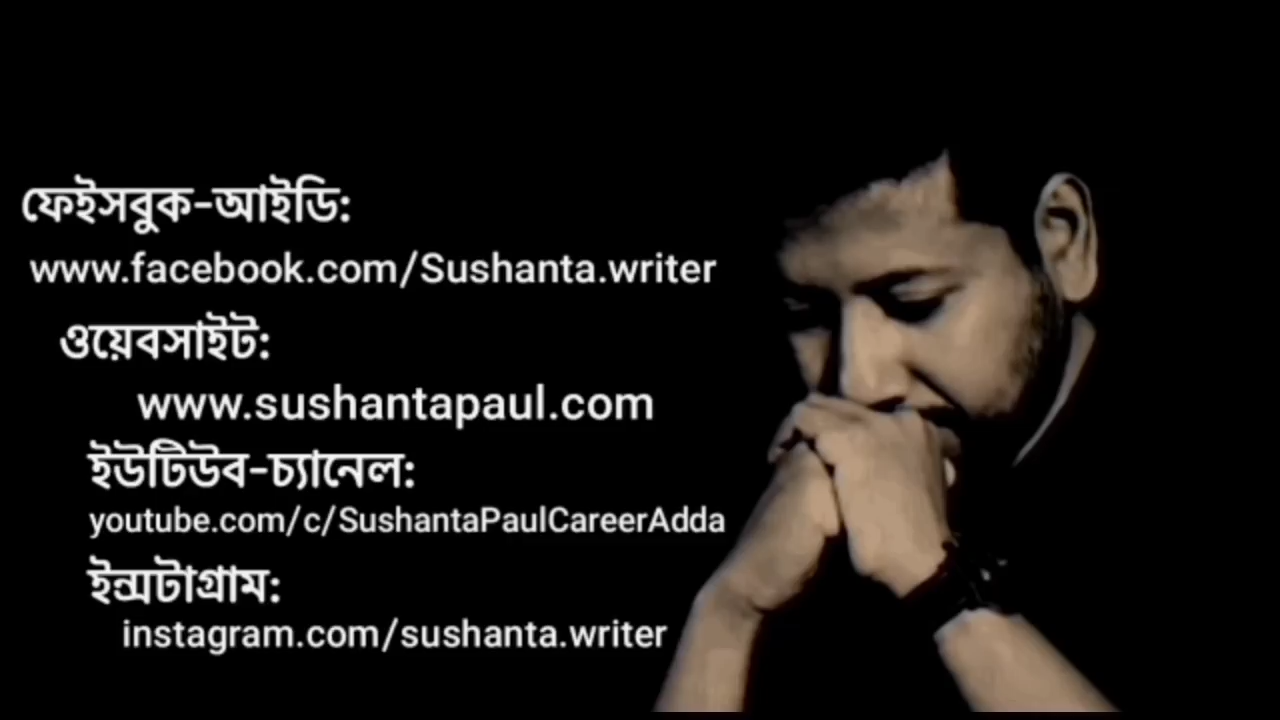 ফেইসবুক-আইডি:
www.facebook.com/Sushanta.writer
ওয়েবসাইট:
www.sushantapaul.com
ইউটিউব-চ্যানেল:
youtube.com/c/SushantaPaulCareerAdda
ইন্সটাগ্রাম:
instagram.com/sushanta.writer